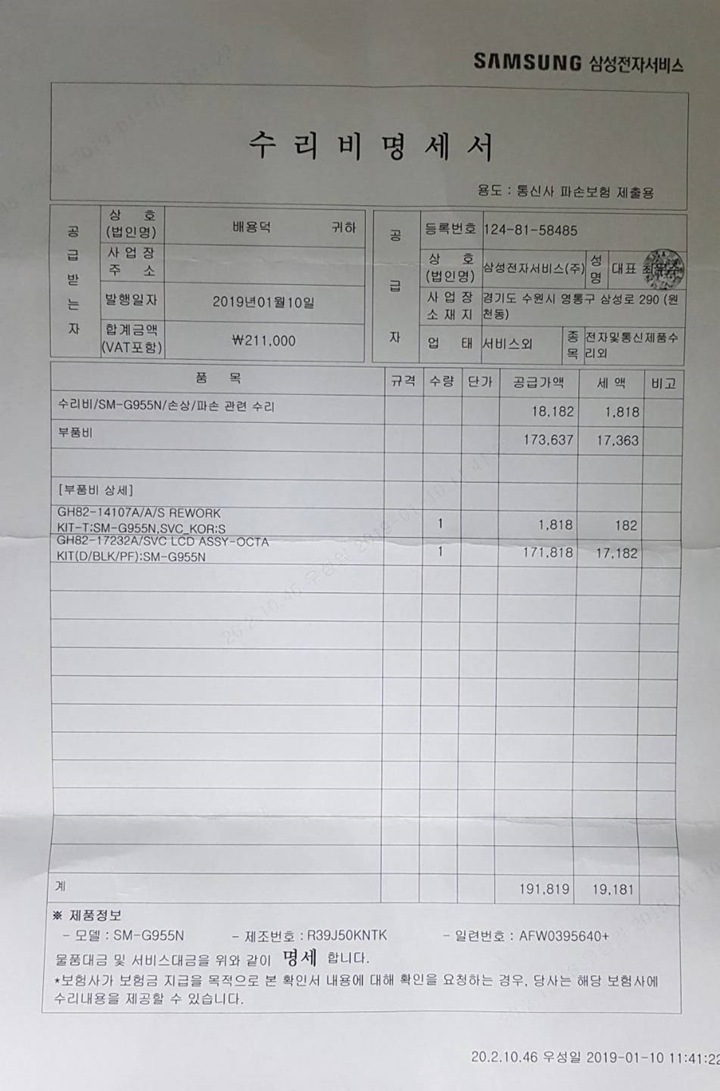 SAMSUNG 삼성전자서비스
수 리 비 명 세 서
용도 : 통신사 파손보험 제출용
공 급 받 는 자
상 호 (법인명) 배용덕 귀하
사 업 장 주 소
발행일자 2019년01월10일
합계금액 (VAT포함) ₩211,000
공 급 자
등록번호 124-81-58485
상 호 (법인명) 삼성전자서비스(주) 성 명 대표
사 업 장 소 재 지 경기도 수원시 영통구 삼성로 290 (원천동)
업 태 서비스외 종 목 전자및통신제품수리외
품 목 규격 수량 단가 공급가액 세 액 비고
수리비/SM-G955N/손상/파손 관련 수리 18,182 1,818
부품비 173,637 17,363
[부품비 상세]
GH82-14107A/A/S REWORK
KIT-T:SM-G955N,SVC_KOR:S 1 1,818 182
GH82-17232A/SVC LCD ASSY-OCTA
KIT(D/BLK/PF):SM-G955N 1 171,818 17,182
계 191,819 19,181
※ 제품정보
- 모델 : SM-G955N - 제조번호 : R39J50KNTK - 일련번호 : AFW0395640+
물품대금 및 서비스대금을 위와 같이 명세 합니다.
*보험사가 보험금 지급을 목적으로 본 확인서 내용에 대해 확인을 요청하는 경우, 당사는 해당 보험사에
수리내용을 제공할 수 있습니다.
20.2.10.46 우성일 2019-01-10 11:41:22